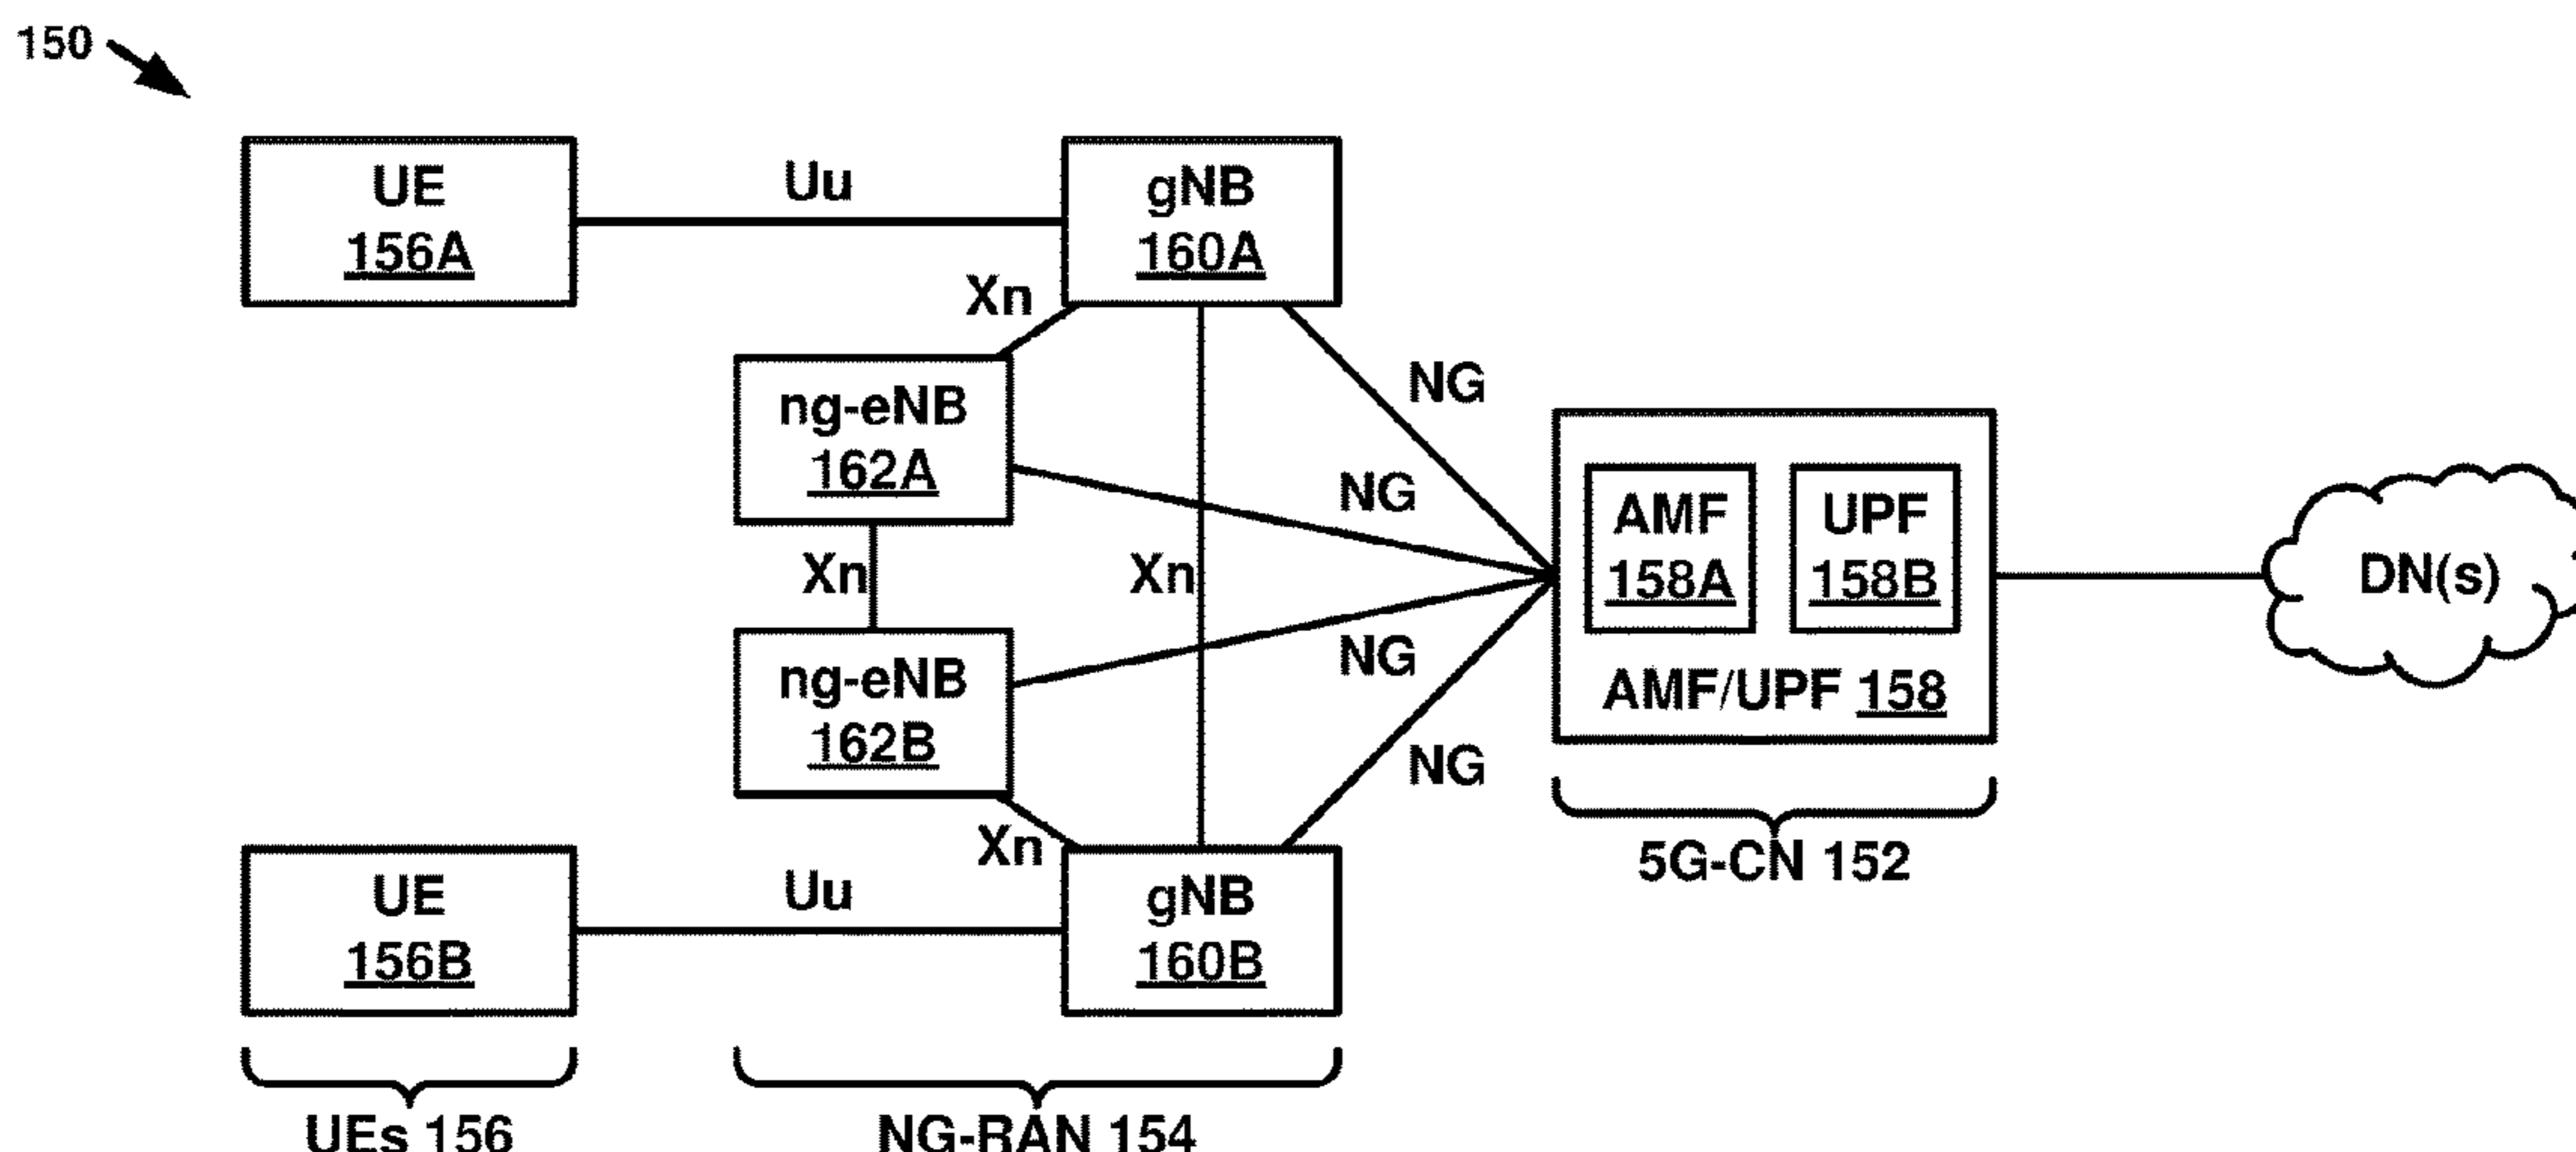 150
UE
156A
Uu
gNB
160A
Xn
NG
ng-eNB
162A
NG
Xn
Xn
AMF
158A
UPF
158B
AMF/UPF 158
DN(s)
ng-eNB
162B
NG
NG
Xn
5G-CN 152
UE
156B
Uu
gNB
160B
UEs 156
NG-RAN 154